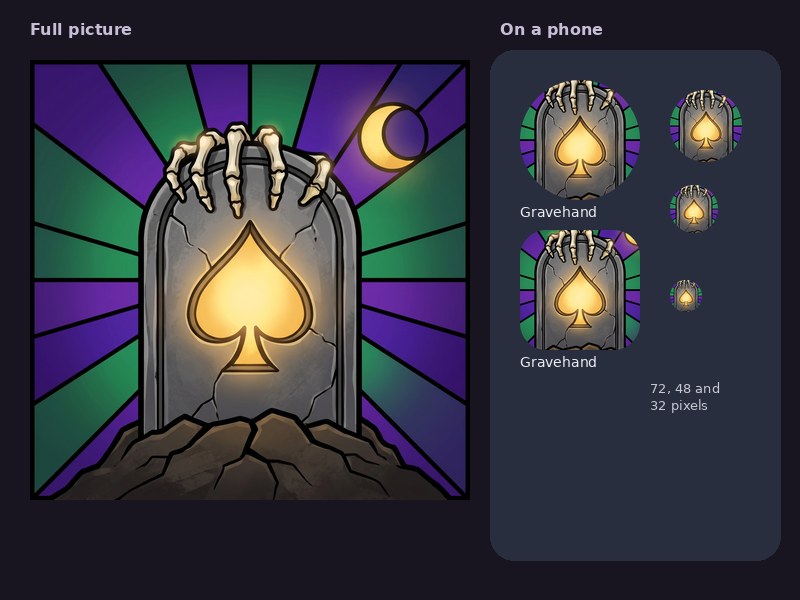 Full picture
On a phone
Gravehand
Gravehand
72, 48 and
32 pixels